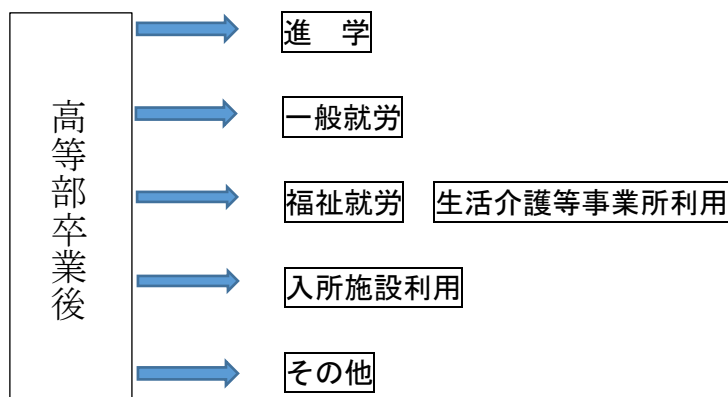 高等部卒業後
進　学
一般就労
福祉就労　生活介護等事業所利用
入所施設利用
その他